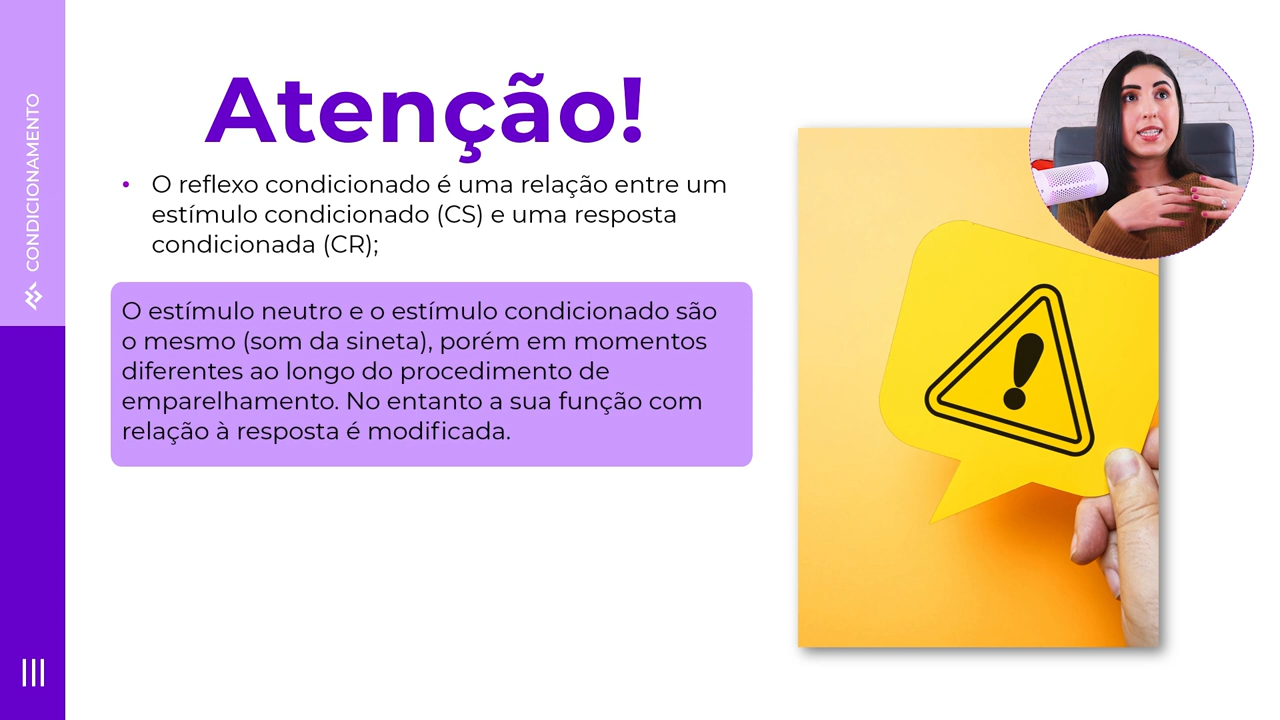 CONDICIONAMENTO
Atenção!
• O reflexo condicionado é uma relação entre um
estímulo condicionado (CS) e uma resposta
condicionada (CR);
O estímulo neutro e o estímulo condicionado são
o mesmo (som da sineta), porém em momentos
diferentes ao longo do procedimento de
emparelhamento. No entanto a sua função com
relação à resposta é modificada.
!